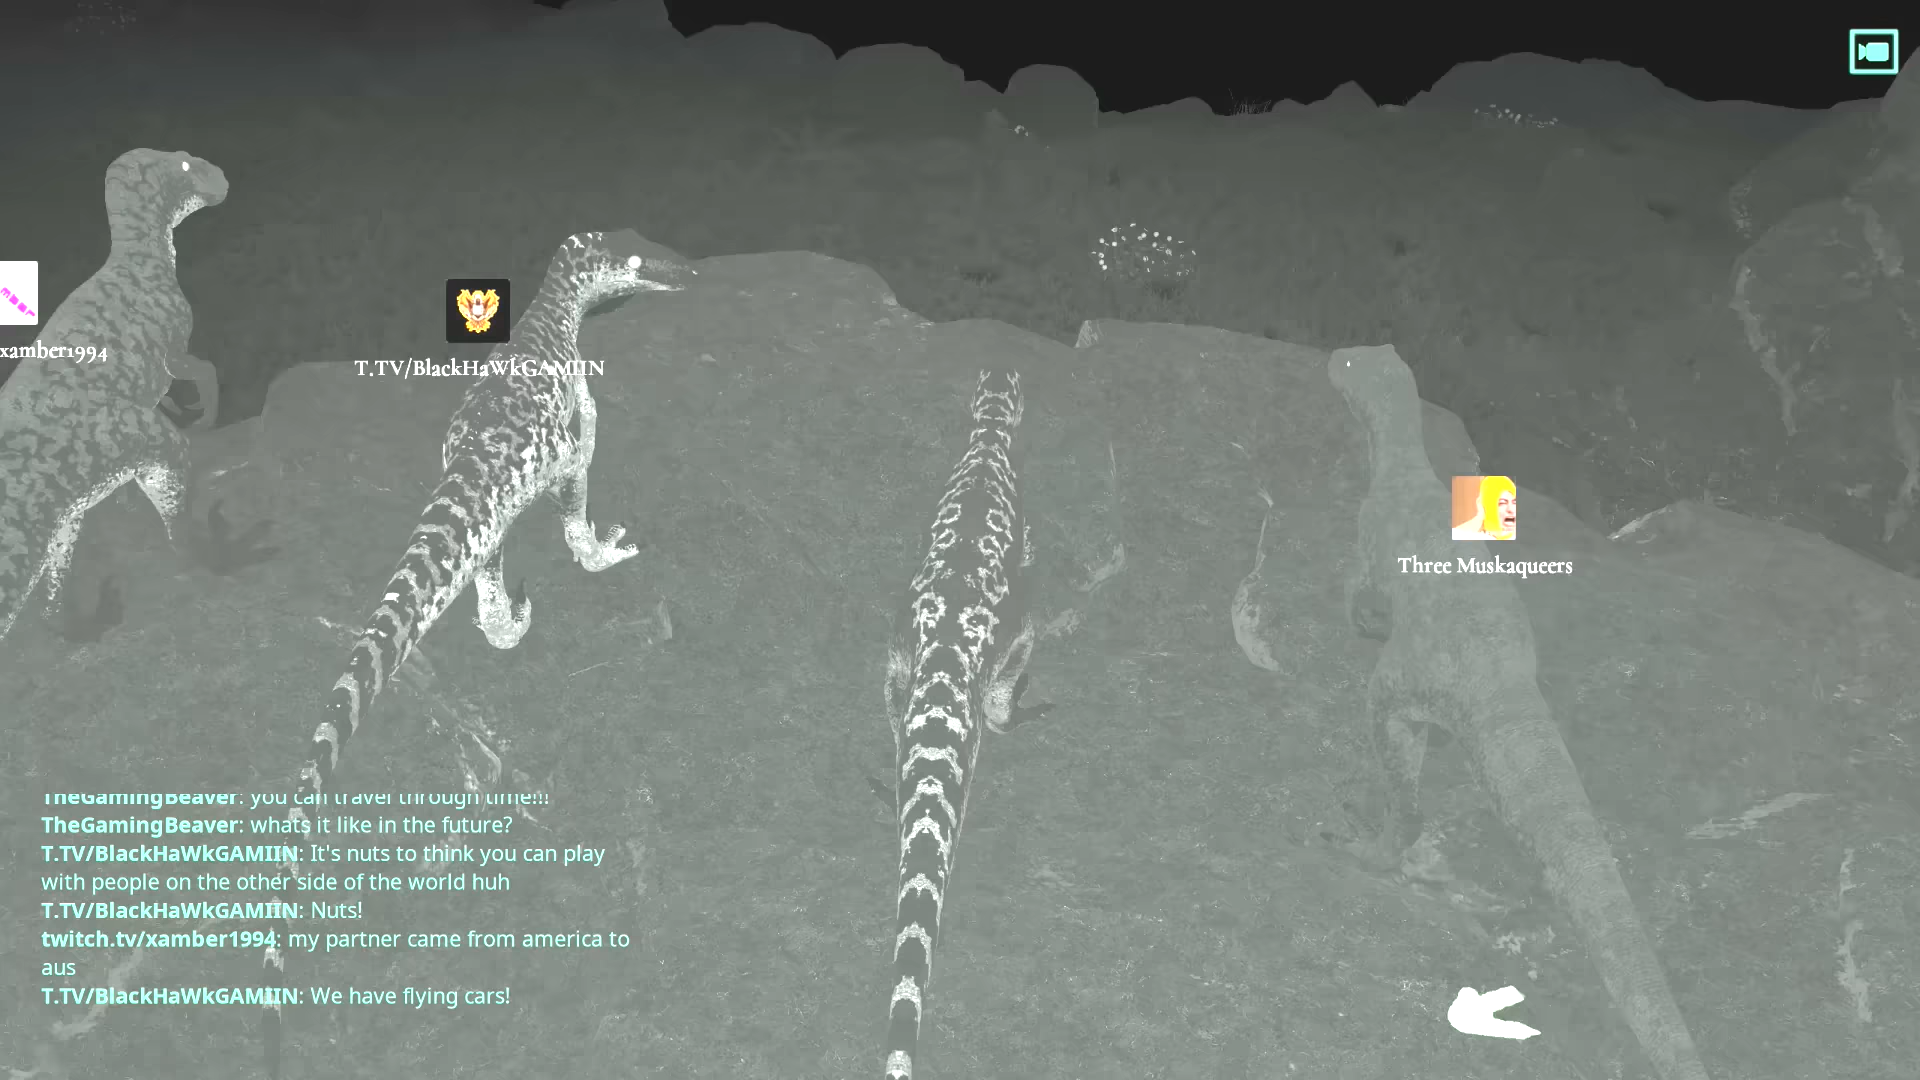 xamber1994
T.TV/BlackHaWkGAMIIN
Three Muskaqueers
TheGamingBeaver: you can travel through time!!!
TheGamingBeaver: whats it like in the future?
T.TV/BlackHaWkGAMIIN: It's nuts to think you can play
with people on the other side of the world huh
T.TV/BlackHaWkGAMIIN: Nuts!
twitch.tv/xamber1994: my partner came from america to
aus
T.TV/BlackHaWkGAMIIN: We have flying cars!